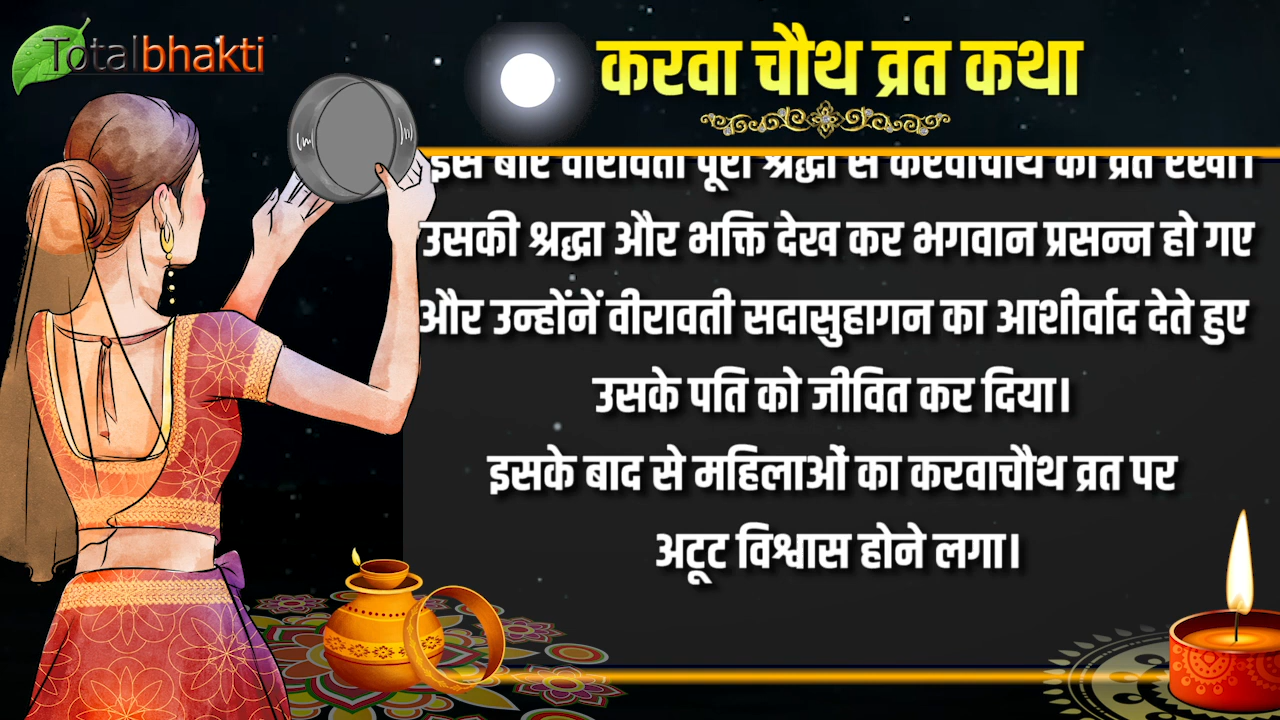 Totalbhakti
करवा चौथ व्रत कथा
इस बार वीरावती पूरी श्रद्धा से करवाचौथ का व्रत रखा।
उसकी श्रद्धा और भक्ति देख कर भगवान प्रसन्न हो गए
और उन्होंनें वीरावती सदासुहागन का आशीर्वाद देते हुए
उसके पति को जीवित कर दिया।
इसके बाद से महिलाओं का करवाचौथ व्रत पर
अटूट विश्वास होने लगा।